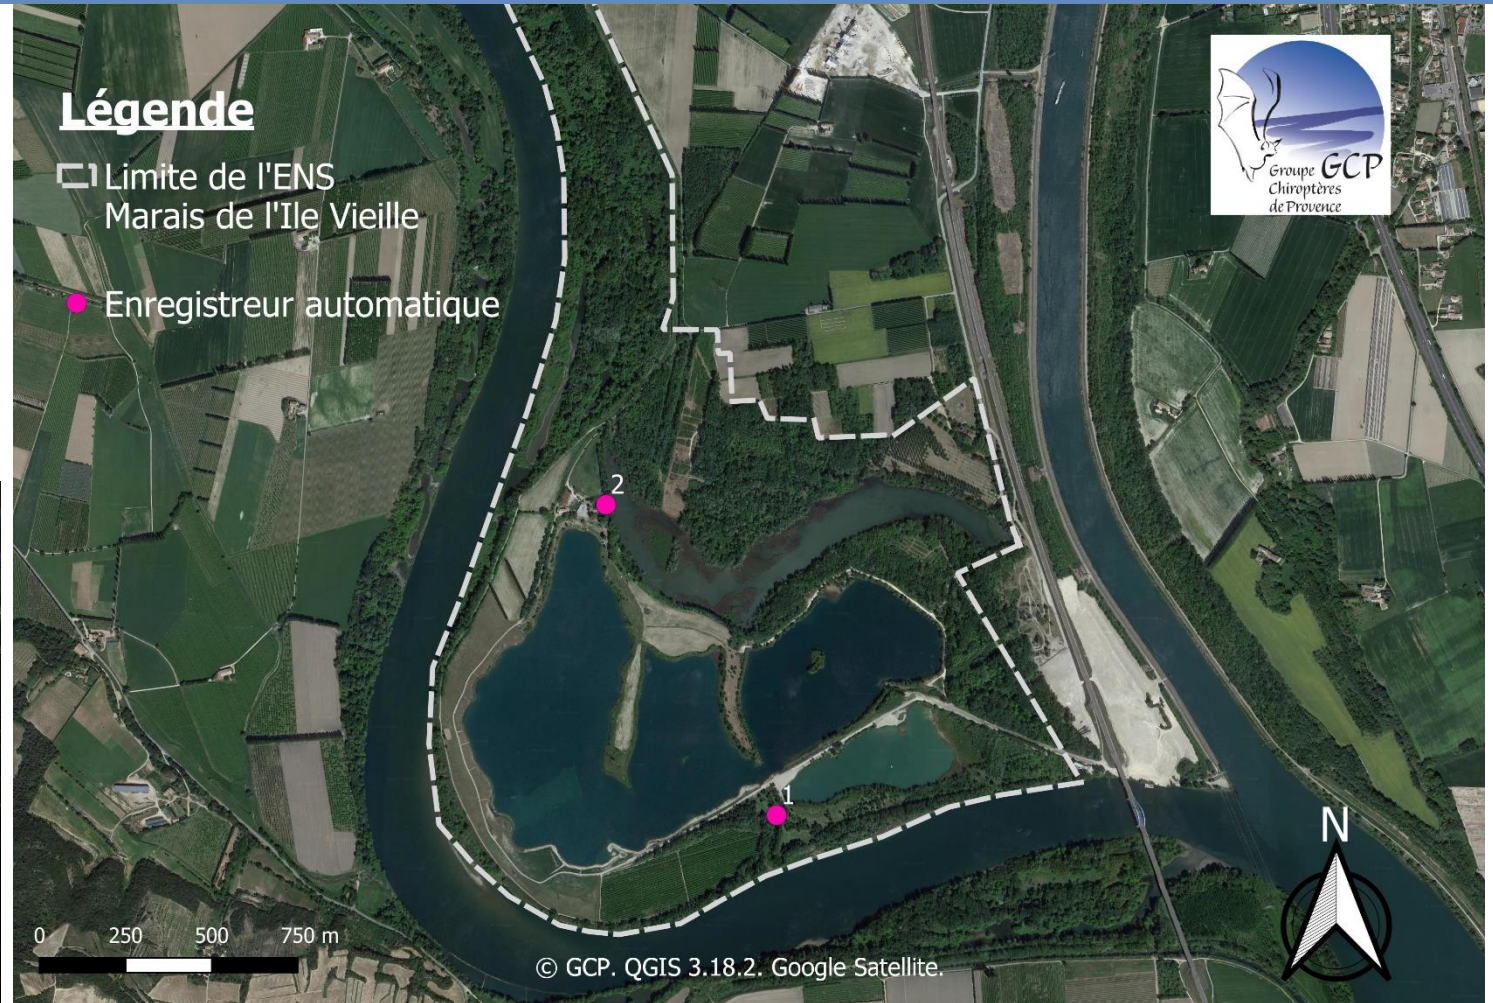 Légende
Limite de l'ENS
Marais de l'Ile Vieille
Enregistreur automatique
Groupe GCP
Chiroptères
de Provence
2
1
N
0 250 500 750 m
© GCP. QGIS 3.18.2. Google Satellite.